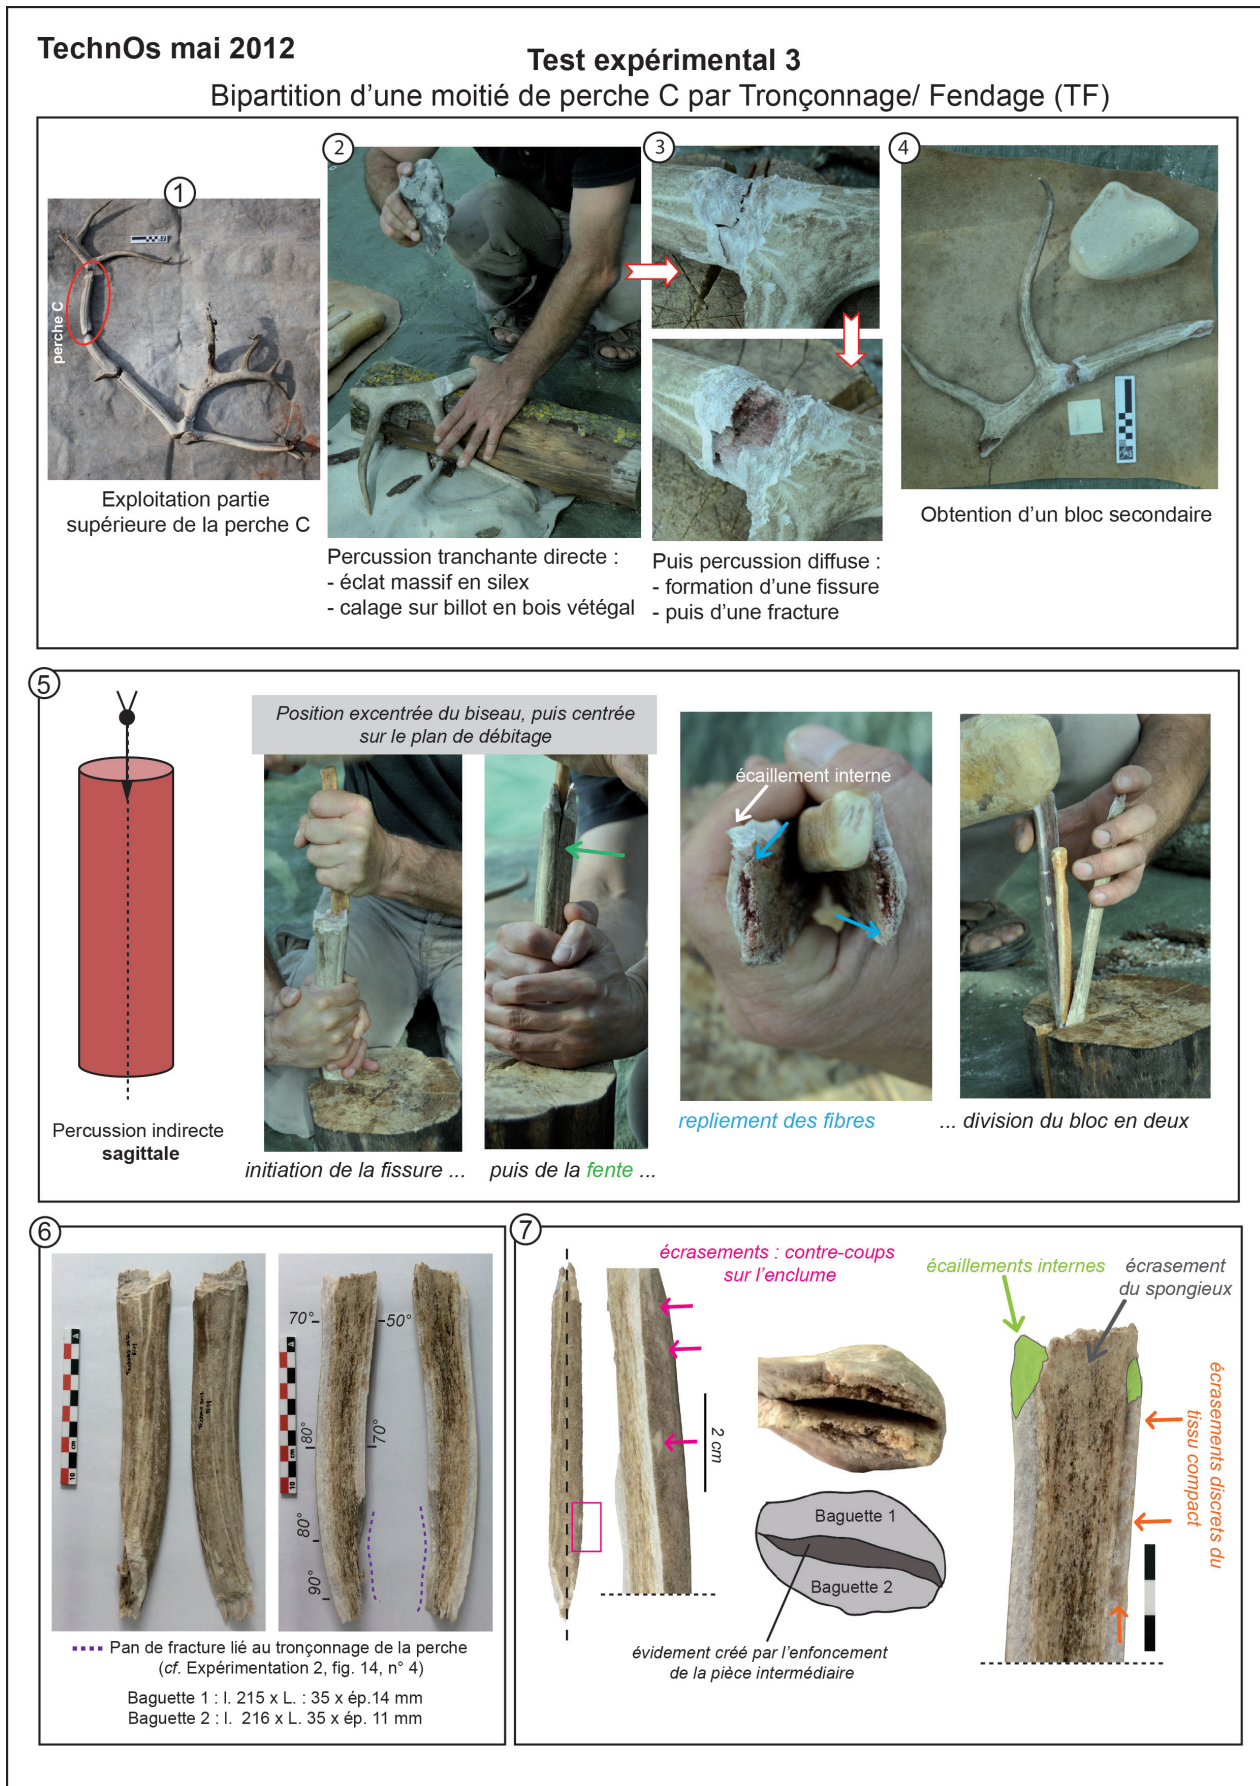 TechnOs mai 2012
Test expérimental 3
Bipartition d'une moitié de perche C par Tronçonnage/ Fendage (TF)
1
perche C
Exploitation partie
supérieure de la perche C
2
Percussion tranchante directe :
- éclat massif en silex
- calage sur billot en bois vétégal
3
Puis percussion diffuse :
- formation d'une fissure
- puis d'une fracture
4
Obtention d'un bloc secondaire
5
Percussion indirecte
sagittale
Position excentrée du biseau, puis centrée
sur le plan de débitage
initiation de la fissure ...
puis de la fente ...
écaillement interne
repliement des fibres
... division du bloc en deux
6
10 cm
70°
50°
80°
70°
80°
90°
10 cm
Pan de fracture lié au tronçonnage de la perche
(cf. Expérimentation 2, fig. 14, n° 4)
Baguette 1 : l. 215 x L. : 35 x ép.14 mm
Baguette 2 : l. 216 x L. 35 x ép. 11 mm
7
écrasements : contre-coups
sur l'enclume
2 cm
Baguette 1
Baguette 2
évidement créé par l'enfoncement
de la pièce intermédiaire
écaillements internes
écrasement
du spongieux
écrasements discrets du
tissu compact